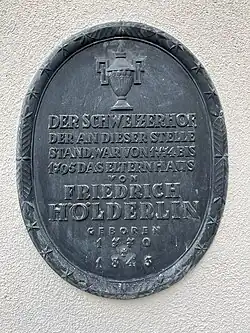 DER SCHWEIZERHOF
DER AN DIESER STELLE
STAND, WAR VON 1774 BIS
1795 DAS ELTERNHAUS
VON
FRIEDRICH
HÖLDERLIN
GEBOREN
1770
1843